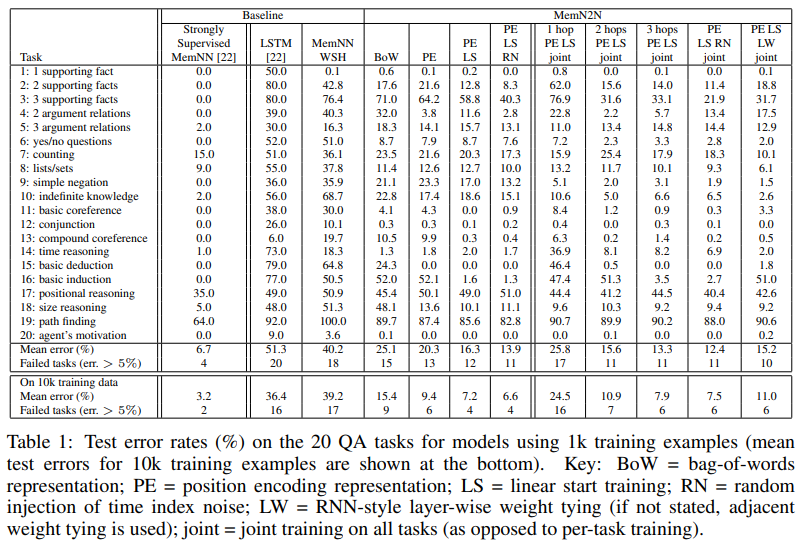 Baseline MemN2N
Strongly PE 1 hop 2 hops 3 hops PE PE LS
Supervised LSTM MemNN PE LS PE LS PE LS PE LS LS RN LW
Task MemNN [22] [22] WSH BoW PE LS RN joint joint joint joint joint
1: 1 supporting fact 0.0 50.0 0.1 0.6 0.1 0.2 0.0 0.8 0.0 0.1 0.0 0.1
2: 2 supporting facts 0.0 80.0 42.8 17.6 21.6 12.8 8.3 62.0 15.6 14.0 11.4 18.8
3: 3 supporting facts 0.0 80.0 76.4 71.0 64.2 58.8 40.3 76.9 31.6 33.1 21.9 31.7
4: 2 argument relations 0.0 39.0 40.3 32.0 3.8 11.6 2.8 22.8 2.2 5.7 13.4 17.5
5: 3 argument relations 2.0 30.0 16.3 18.3 14.1 15.7 13.1 11.0 13.4 14.8 14.4 12.9
6: yes/no questions 0.0 52.0 51.0 8.7 7.9 8.7 7.6 7.2 2.3 3.3 2.8 2.0
7: counting 15.0 51.0 36.1 23.5 21.6 20.3 17.3 15.9 25.4 17.9 18.3 10.1
8: lists/sets 9.0 55.0 37.8 11.4 12.6 12.7 10.0 13.2 11.7 10.1 9.3 6.1
9: simple negation 0.0 36.0 35.9 21.1 23.3 17.0 13.2 5.1 2.0 3.1 1.9 1.5
10: indefinite knowledge 2.0 56.0 68.7 22.8 17.4 18.6 15.1 10.6 5.0 6.6 6.5 2.6
11: basic coreference 0.0 38.0 30.0 4.1 4.3 0.0 0.9 8.4 1.2 0.9 0.3 3.3
12: conjunction 0.0 26.0 10.1 0.3 0.3 0.1 0.2 0.4 0.0 0.3 0.1 0.0
13: compound coreference 0.0 6.0 19.7 10.5 9.9 0.3 0.4 6.3 0.2 1.4 0.2 0.5
14: time reasoning 1.0 73.0 18.3 1.3 1.8 2.0 1.7 36.9 8.1 8.2 6.9 2.0
15: basic deduction 0.0 79.0 64.8 24.3 0.0 0.0 0.0 46.4 0.5 0.0 0.0 1.8
16: basic induction 0.0 77.0 50.5 52.0 52.1 1.6 1.3 47.4 51.3 3.5 2.7 51.0
17: positional reasoning 35.0 49.0 50.9 45.4 50.1 49.0 51.0 44.4 41.2 44.5 40.4 42.6
18: size reasoning 5.0 48.0 51.3 48.1 13.6 10.1 11.1 9.6 10.3 9.2 9.4 9.2
19: path finding 64.0 92.0 100.0 89.7 87.4 85.6 82.8 90.7 89.9 90.2 88.0 90.6
20: agent's motivation 0.0 9.0 3.6 0.1 0.0 0.0 0.0 0.0 0.1 0.0 0.0 0.2
Mean error (%) 6.7 51.3 40.2 25.1 20.3 16.3 13.9 25.8 15.6 13.3 12.4 15.2
Failed tasks (err. > 5%) 4 20 18 15 13 12 11 17 11 11 11 10
On 10k training data
Mean error (%) 3.2 36.4 39.2 15.4 9.4 7.2 6.6 24.5 10.9 7.9 7.5 11.0
Failed tasks (err. > 5%) 2 16 17 9 6 4 4 16 7 6 6 6
Table 1: Test error rates (%) on the 20 QA tasks for models using 1k training examples (mean
test errors for 10k training examples are shown at the bottom). Key: BoW = bag-of-words
representation; PE = position encoding representation; LS = linear start training; RN = random
injection of time index noise; LW = RNN-style layer-wise weight tying (if not stated, adjacent
weight tying is used); joint = joint training on all tasks (as opposed to per-task training).